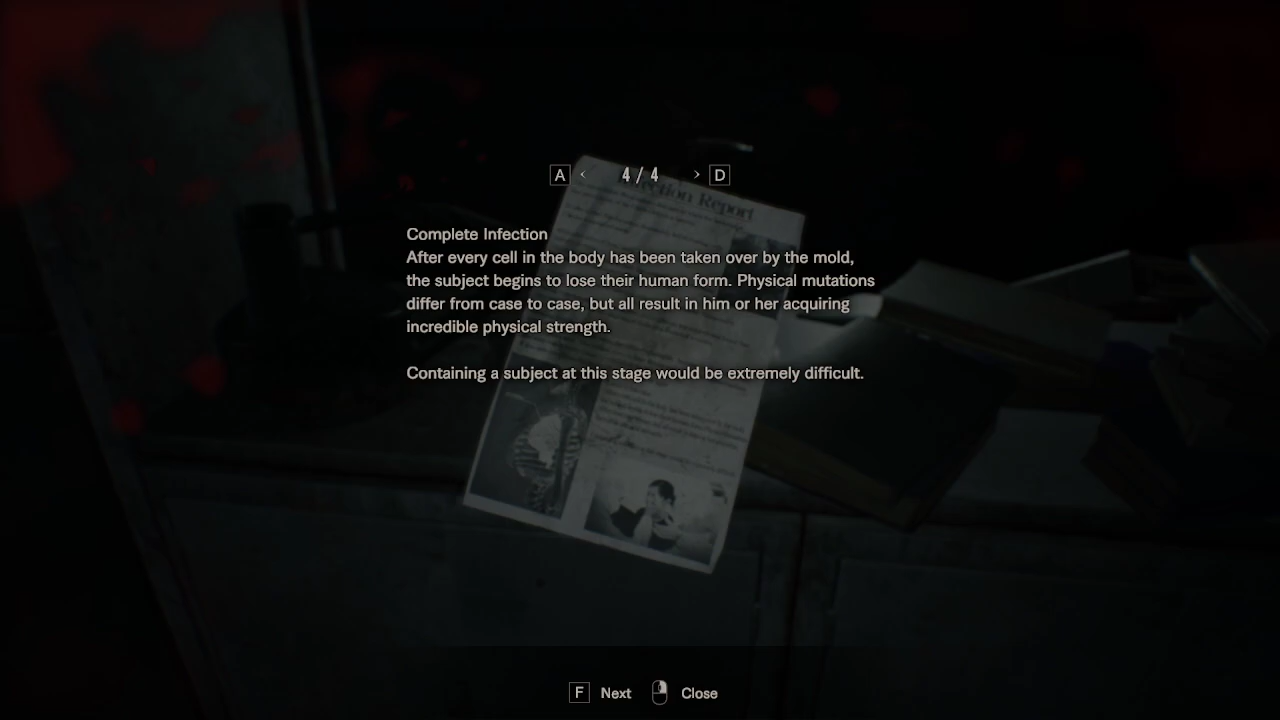 A < 4 / 4 > D
Infection Report
Complete Infection
After every cell in the body has been taken over by the mold,
the subject begins to lose their human form. Physical mutations
differ from case to case, but all result in him or her acquiring
incredible physical strength.
Containing a subject at this stage would be extremely difficult.
F Next Close